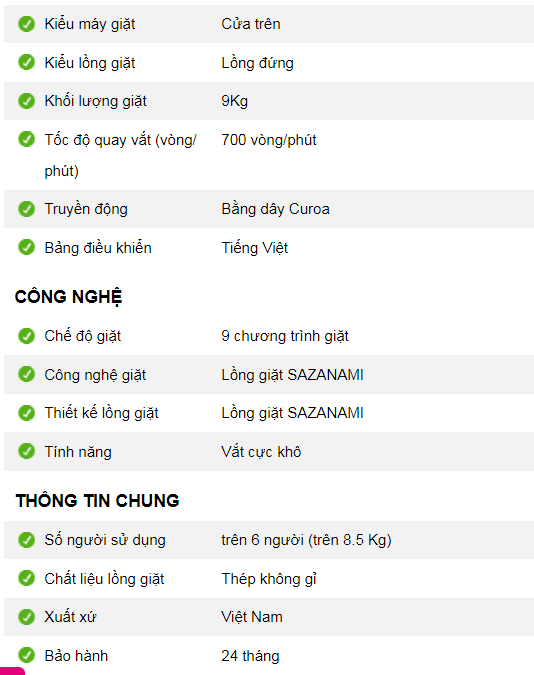 Kiểu máy giặt Cửa trên
Kiểu lồng giặt Lồng đứng
Khối lượng giặt 9Kg
Tốc độ quay vắt (vòng/ 700 vòng/phút
phút)
Truyền động Bằng dây Curoa
Bảng điều khiển Tiếng Việt
CÔNG NGHỆ
Chế độ giặt 9 chương trình giặt
Công nghệ giặt Lồng giặt SAZANAMI
Thiết kế lồng giặt Lồng giặt SAZANAMI
Tính năng Vắt cực khô
THÔNG TIN CHUNG
Số người sử dụng trên 6 người (trên 8.5 Kg)
Chất liệu lồng giặt Thép không gỉ
Xuất xứ Việt Nam
Bảo hành 24 tháng